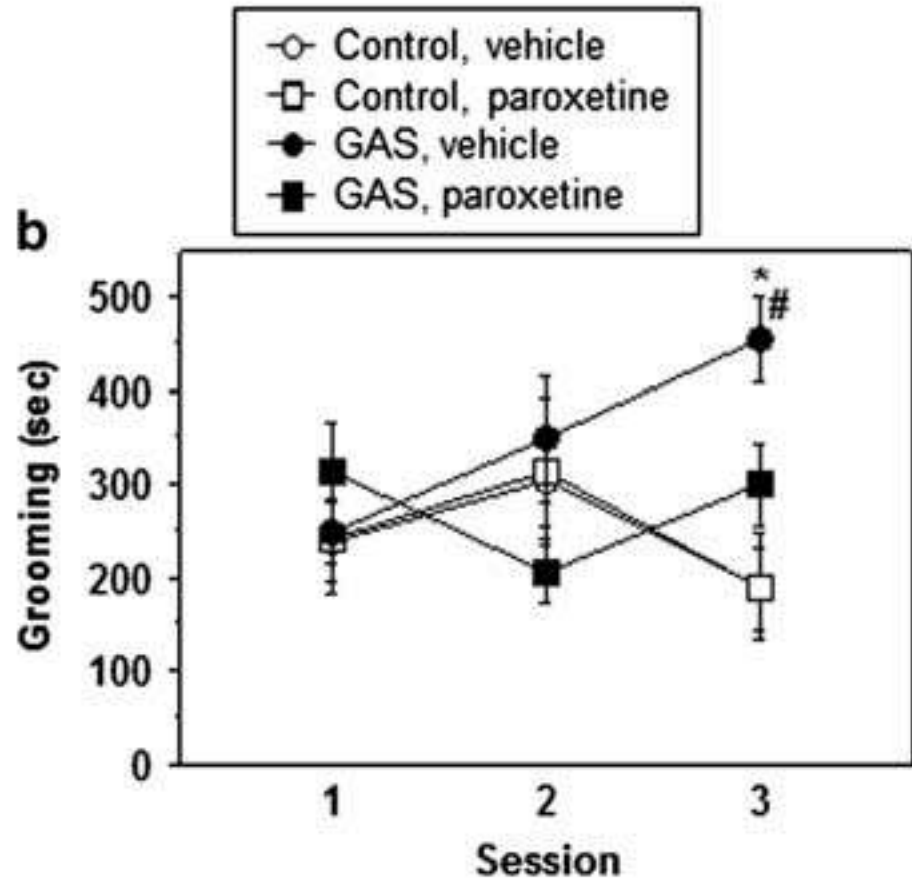 Control, vehicle
Control, paroxetine
GAS, vehicle
GAS, paroxetine
b
500
400
300
200
100
0
Grooming (sec)
*
#
1 2 3
Session